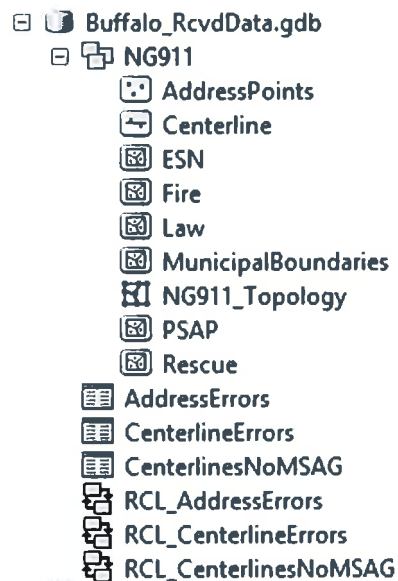 Buffalo_RcvdData.gdb
NG911
AddressPoints
Centerline
ESN
Fire
Law
MunicipalBoundaries
NG911_Topology
PSAP
Rescue
AddressErrors
CenterlineErrors
CenterlinesNoMSAG
RCL_AddressErrors
RCL_CenterlineErrors
RCL_CenterlinesNoMSAG